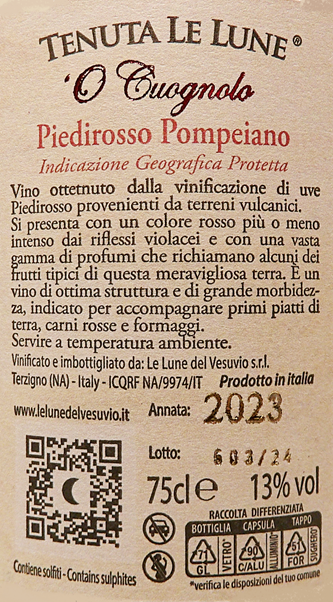 TENUTA LE LUNE®
'O Cuognolo
Piedirosso Pompeiano
Indicazione Geografica Protetta
Vino ottetnuto dalla vinificazione di uve
Piedirosso provenienti da terreni vulcanici.
Si presenta con un colore rosso più o meno
intenso dai riflessi violacei e con una vasta
gamma di profumi che richiamano alcuni dei
frutti tipici di questa meravigliosa terra. È un
vino di ottima struttura e di grande morbidez-
za, indicato per accompagnare primi piatti di
terra, carni rosse e formaggi.
Servire a temperatura ambiente.
Vinificato e imbottigliato da: Le Lune del Vesuvio s.r.l.
Terzigno (NA) - Italy - ICQRF NA/9974/IT Prodotto in italia
www.lelunedelvesuvio.it Annata: 2023
Lotto: 603/24
75cl e 13% vol
RACCOLTA DIFFERENZIATA
BOTTIGLIA CAPSULA TAPPO
71 GL VETRO*
90 C/ALU ALLUMINIO*
51 FOR SUGHERO*
*verifica le disposizioni del tuo comune
Contiene solfiti - Contains sulphites